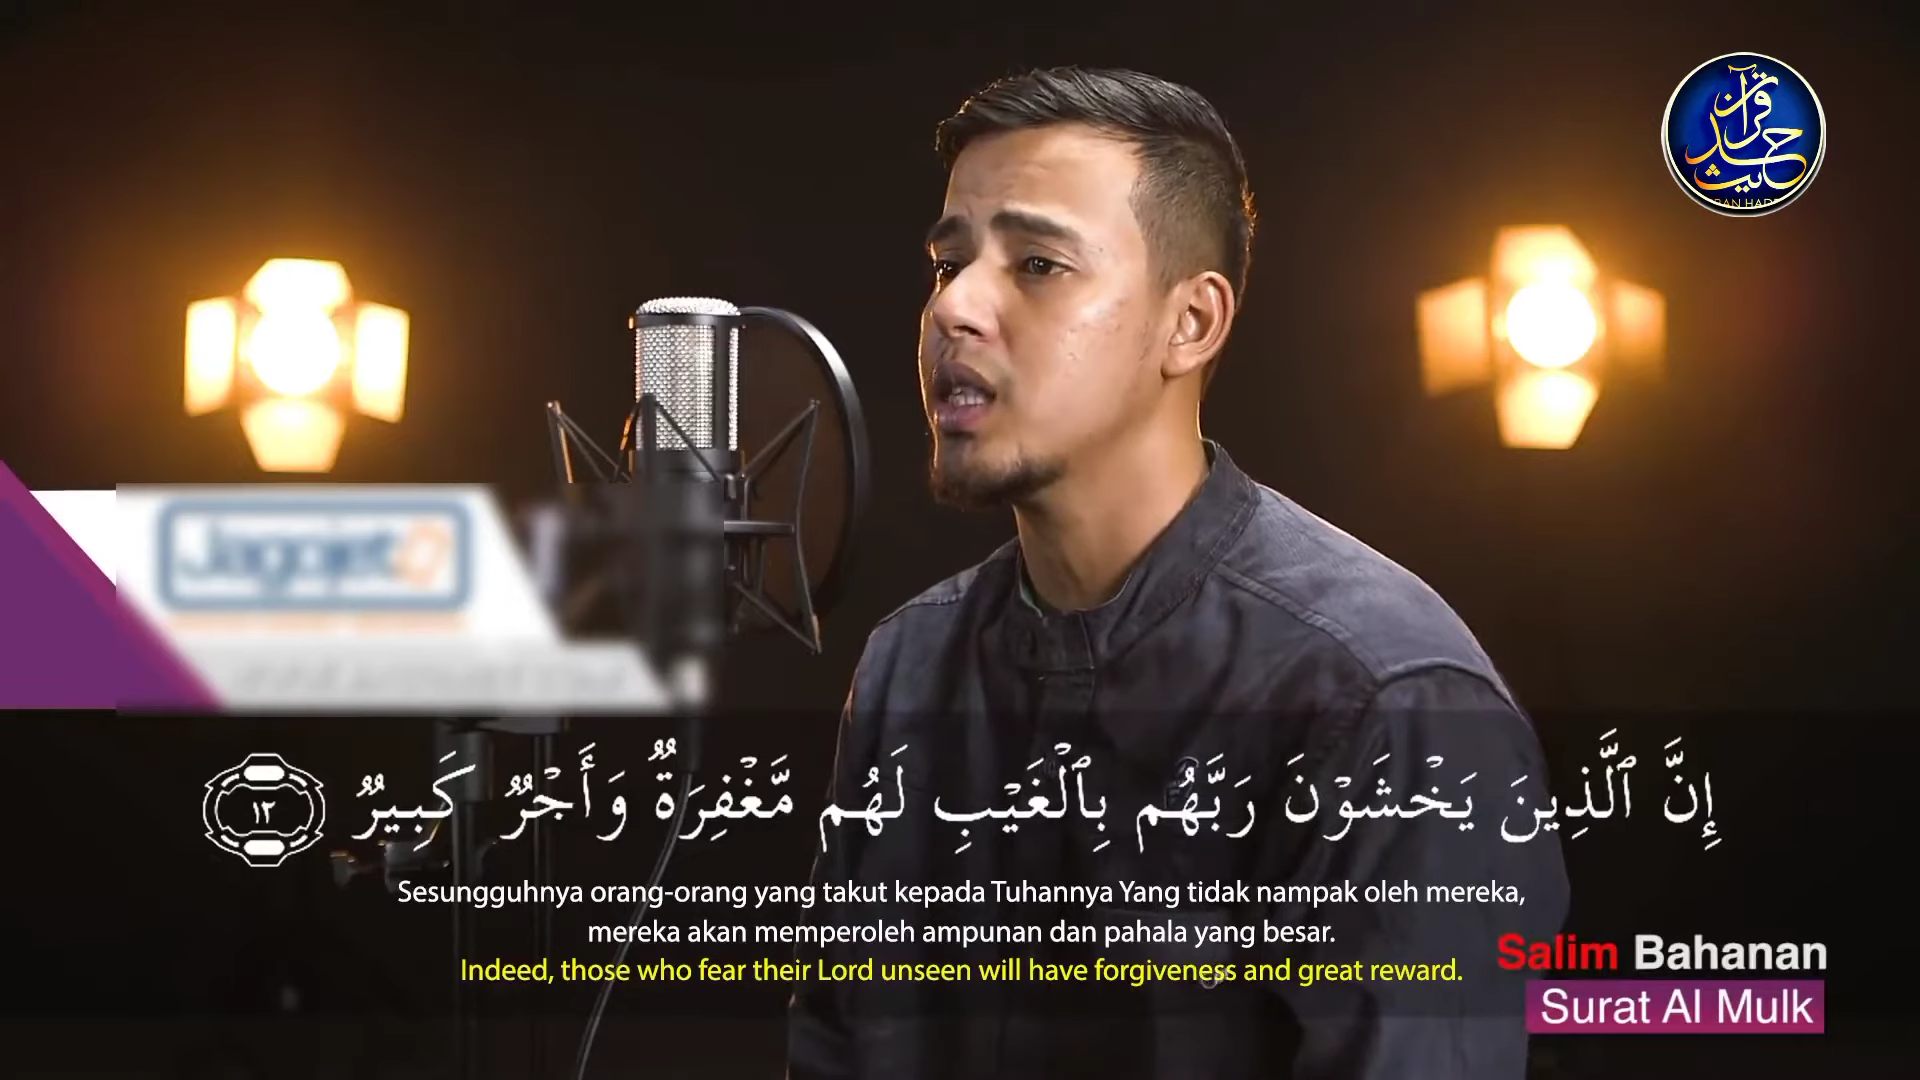 قرآن
حديث
إِنَّ ٱلَّذِينَ يَخْشَوْنَ رَبَّهُم بِٱلْغَيْبِ لَهُم مَّغْفِرَةٌ وَأَجْرٌ كَبِيرٌ ١٢
Sesungguhnya orang-orang yang takut kepada Tuhannya Yang tidak nampak oleh mereka,
mereka akan memperoleh ampunan dan pahala yang besar.
Indeed, those who fear their Lord unseen will have forgiveness and great reward.
Salim Bahanan
Surat Al Mulk